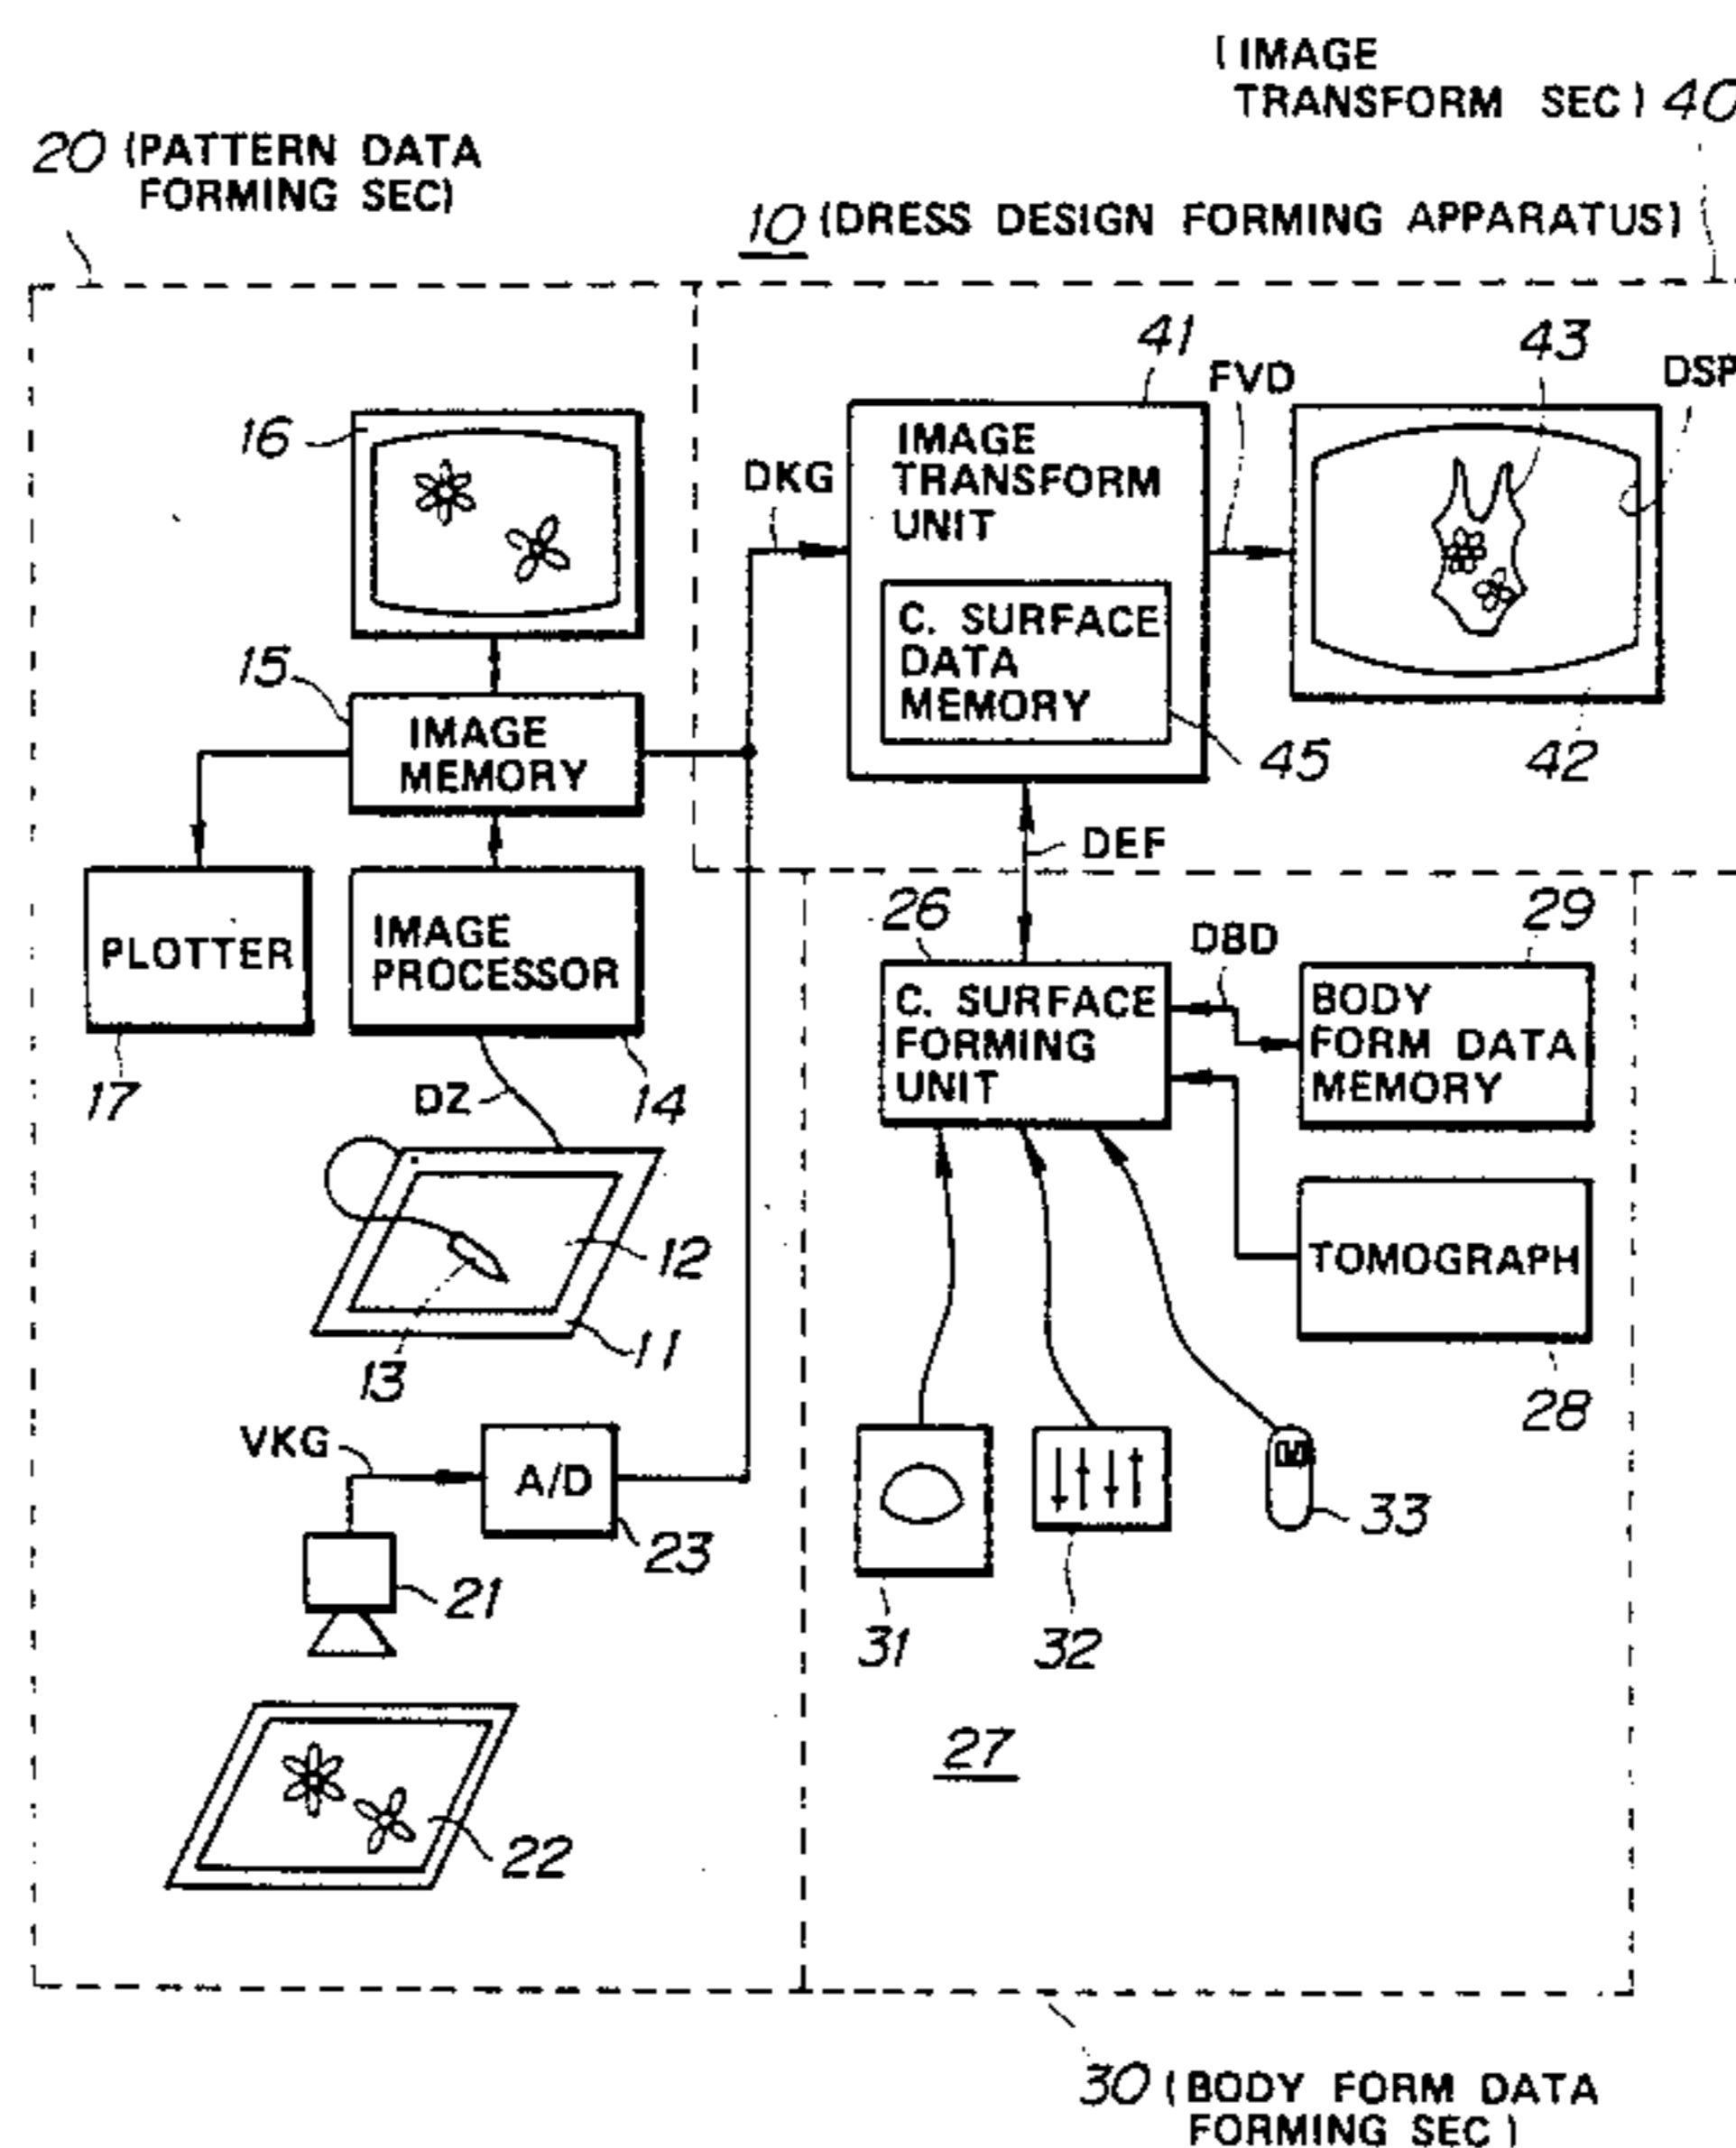 (IMAGE
TRANSFORM SEC) 40
20 (PATTERN DATA
FORMING SEC)
10 (DRESS DESIGN FORMING APPARATUS)
41
43
FVD
DSP
16
IMAGE
TRANSFORM
UNIT
DKG
C. SURFACE
DATA
MEMORY
15
IMAGE
MEMORY
45
42
DEF
26
29
DBD
PLOTTER
IMAGE
PROCESSOR
C. SURFACE
FORMING
UNIT
BODY
FORM DATA
MEMORY
17
DZ
14
12
TOMOGRAPH
11
13
28
VKG
A/D
33
23
21
31
32
27
22
30 (BODY FORM DATA
FORMING SEC)